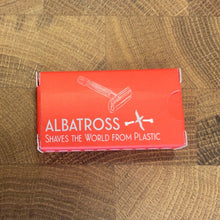 ALBATROSS
SHAVES THE WORLD FROM PLASTIC